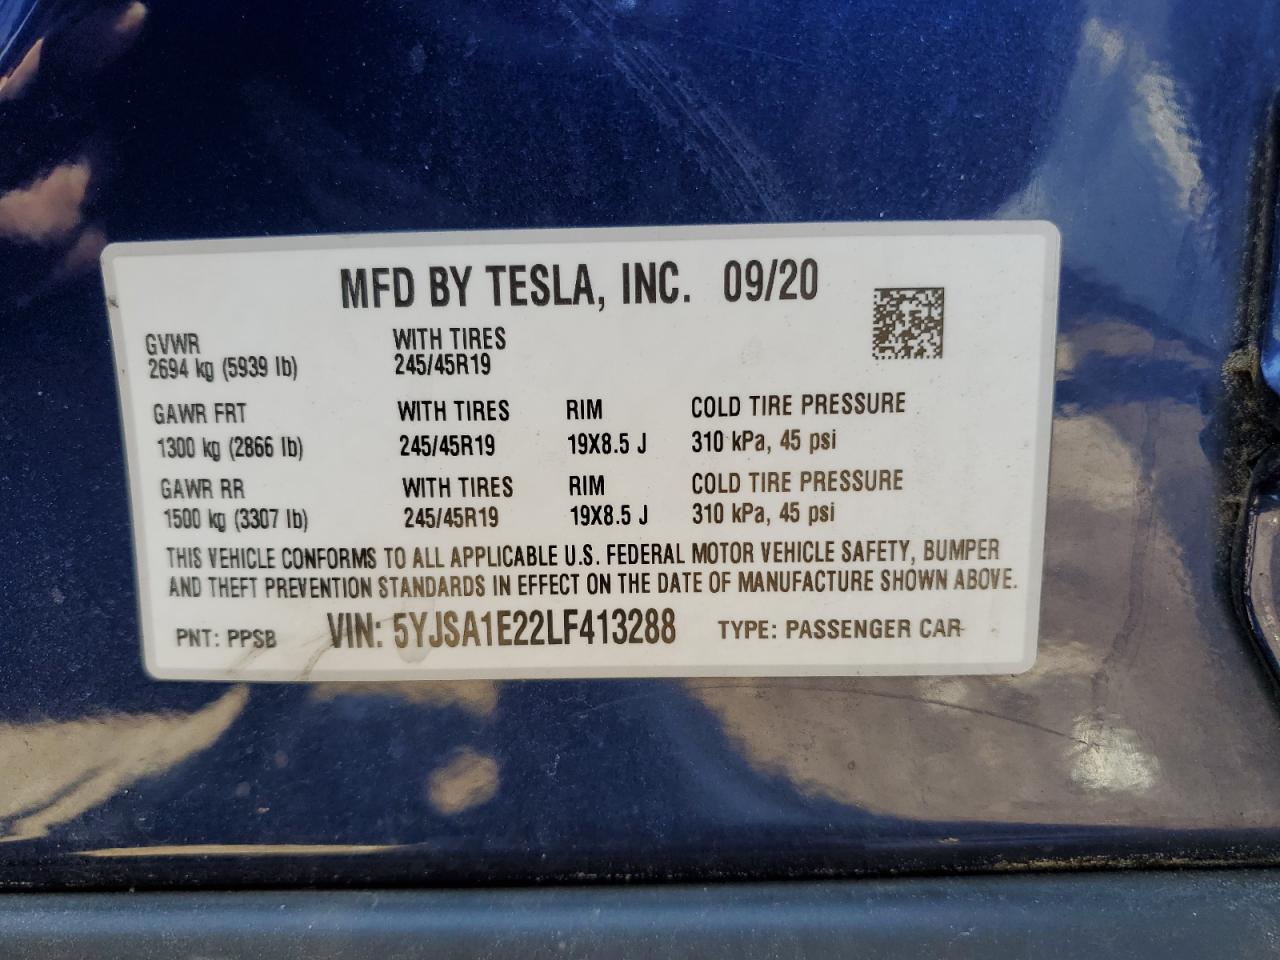 MFD BY TESLA, INC. 09/20
GVWR WITH TIRES
2694 kg (5939 lb) 245/45R19
GAWR FRT WITH TIRES RIM COLD TIRE PRESSURE
1300 kg (2866 lb) 245/45R19 19X8.5 J 310 kPa, 45 psi
GAWR RR WITH TIRES RIM COLD TIRE PRESSURE
1500 kg (3307 lb) 245/45R19 19X8.5 J 310 kPa, 45 psi
THIS VEHICLE CONFORMS TO ALL APPLICABLE U.S. FEDERAL MOTOR VEHICLE SAFETY, BUMPER
AND THEFT PREVENTION STANDARDS IN EFFECT ON THE DATE OF MANUFACTURE SHOWN ABOVE.
PNT: PPSB VIN: 5YJSA1E22LF413288 TYPE: PASSENGER CAR